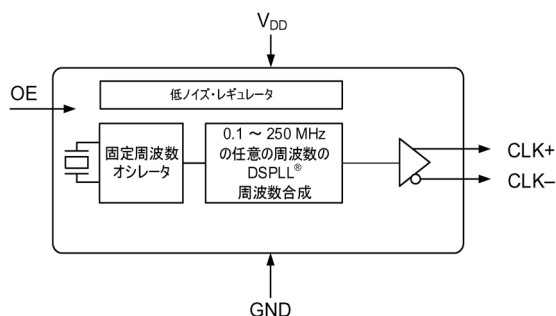 V_DD
OE
低ノイズ・レギュレータ
固定周波数
オシレータ
0.1 ～ 250 MHz
の任意の周波数の
DSPLL®
周波数合成
CLK+
CLK–
GND